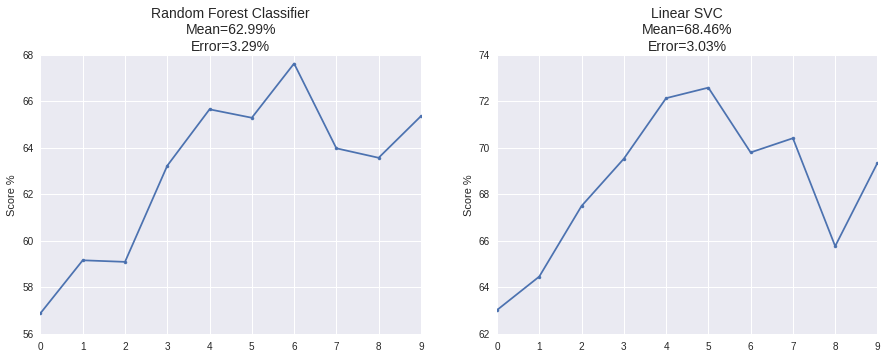 Random Forest Classifier
Mean=62.99%
Error=3.29%
68
66
64
62
60
58
56
Score %
0 1 2 3 4 5 6 7 8 9
Linear SVC
Mean=68.46%
Error=3.03%
74
72
70
68
66
64
62
Score %
0 1 2 3 4 5 6 7 8 9